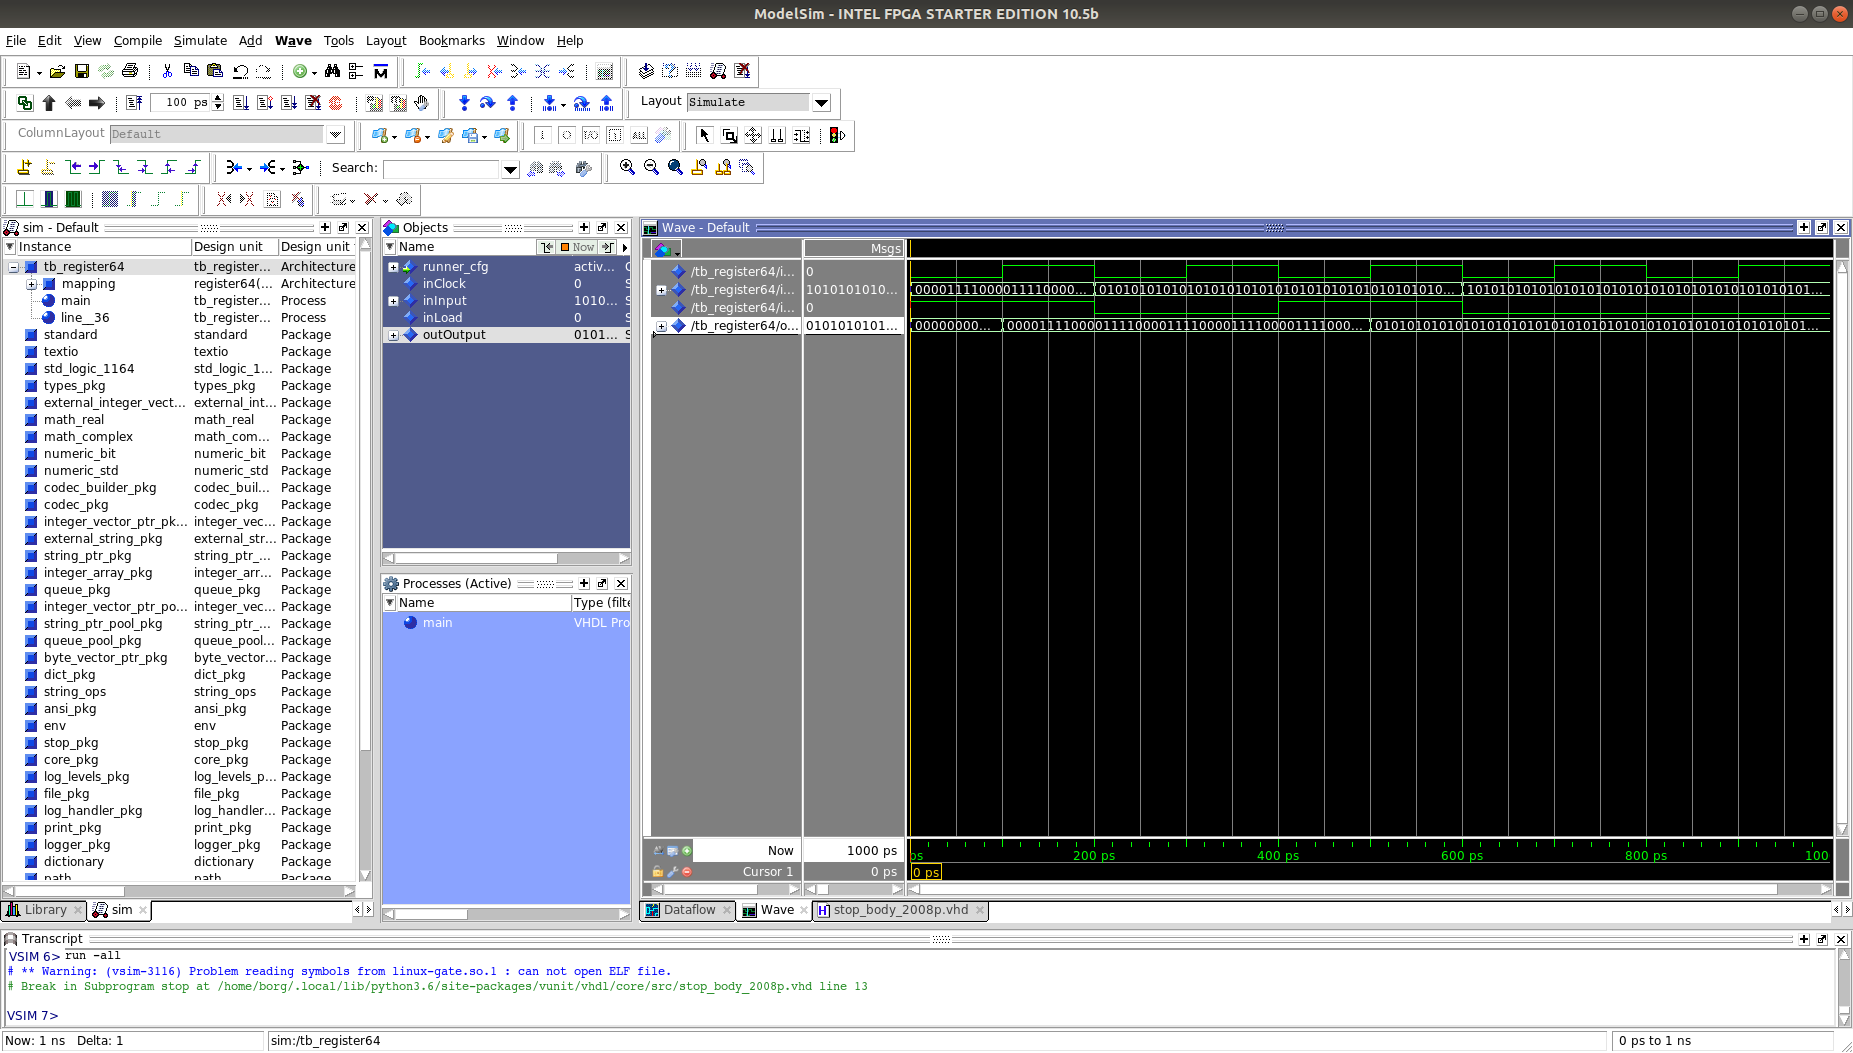 ModelSim - INTEL FPGA STARTER EDITION 10.5b
File Edit View Compile Simulate Add Wave Tools Layout Bookmarks Window Help
100 ps
Layout Simulate
ColumnLayout Default
Search:
sim - Default
Instance Design unit Design unit
tb_register64 tb_register... Architecture
mapping register64(... Architecture
main tb_register... Process
line__36 tb_register... Process
standard standard Package
textio textio Package
std_logic_1164 std_logic_1... Package
types_pkg types_pkg Package
external_integer_vect... external_int... Package
math_real math_real Package
math_complex math_com... Package
numeric_bit numeric_bit Package
numeric_std numeric_std Package
codec_builder_pkg codec_buil... Package
codec_pkg codec_pkg Package
integer_vector_ptr_pk... integer_vec... Package
external_string_pkg external_str... Package
string_ptr_pkg string_ptr_... Package
integer_array_pkg integer_arr... Package
queue_pkg queue_pkg Package
integer_vector_ptr_po... integer_vec... Package
string_ptr_pool_pkg string_ptr_... Package
queue_pool_pkg queue_pool... Package
byte_vector_ptr_pkg byte_vector... Package
dict_pkg dict_pkg Package
string_ops string_ops Package
ansi_pkg ansi_pkg Package
env env Package
stop_pkg stop_pkg Package
core_pkg core_pkg Package
log_levels_pkg log_levels_p... Package
file_pkg file_pkg Package
log_handler_pkg log_handler... Package
print_pkg print_pkg Package
logger_pkg logger_pkg Package
dictionary dictionary Package
path path Package
Library sim
Objects
Name Now
runner_cfg activ...
inClock 0
inInput 1010...
inLoad 0
outOutput 0101...
Processes (Active)
Name Type (filte
main VHDL Pro
Wave - Default
Msgs
/tb_register64/i... 0
/tb_register64/i... 1010101010...
/tb_register64/i... 0
/tb_register64/o... 0101010101...
Now 1000 ps
ps 200 ps 400 ps 600 ps 800 ps 100
Cursor 1 0 ps
0 ps
Dataflow Wave stop_body_2008p.vhd
Transcript
VSIM 6> run -all
# ** Warning: (vsim-3116) Problem reading symbols from linux-gate.so.1 : can not open ELF file.
# Break in Subprogram stop at /home/borg/.local/lib/python3.6/site-packages/vunit/vhdl/core/src/stop_body_2008p.vhd line 13
VSIM 7>
Now: 1 ns Delta: 1 sim:/tb_register64 0 ps to 1 ns